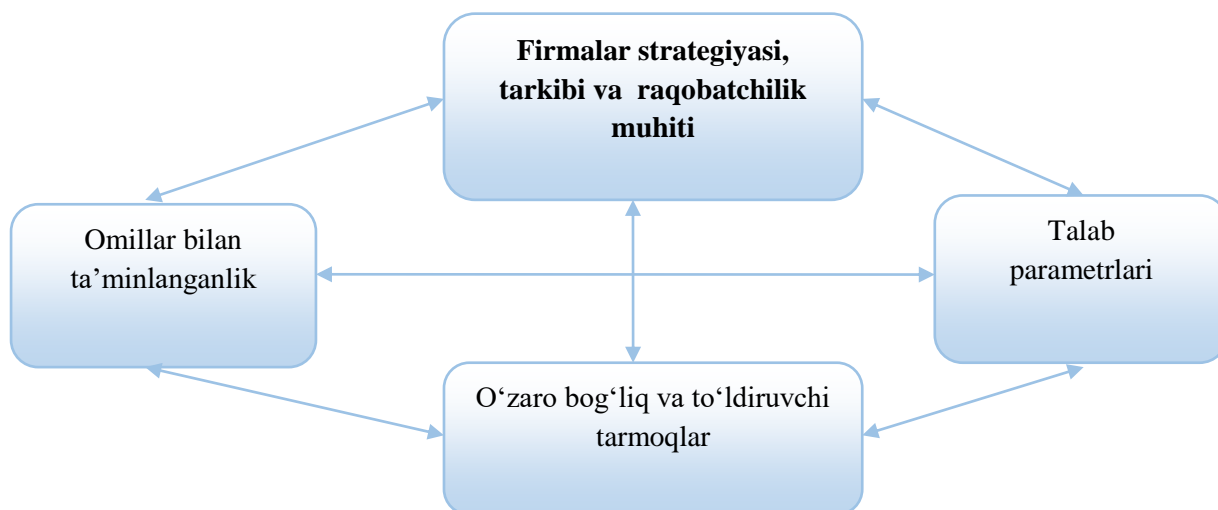 Firmalar strategiyasi,
tarkibi va raqobatchilik
muhiti
Omillar bilan
ta’minlanganlik
Talab
parametrlari
O‘zaro bog‘liq va to‘ldiruvchi
tarmoqlar